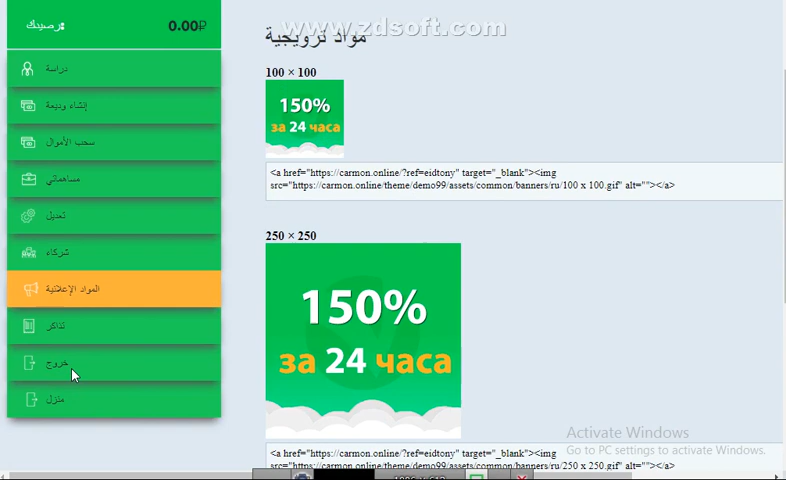 رصيدك:
0.00₽
دراسة
إنشاء وديعة
سحب الأموال
مساهماتي
تعديل
شركاء
المواد الإعلانية
تذاكر
خروج
منزل
www.zdsoft.com
مواد ترويجية
100 × 100
150%
за 24 часа
<a href="https://carmon.online/?ref=eidtony" target="_blank"><img
src="https://carmon.online/theme/demo99/assets/common/banners/ru/100 x 100.gif" alt=""></a>
250 × 250
150%
за 24 часа
<a href="https://carmon.online/?ref=eidtony" target="_blank"><img
src="https://carmon.online/theme/demo99/assets/common/banners/ru/250 x 250.gif" alt=""></a>
Activate Windows
Go to PC settings to activate Windows.